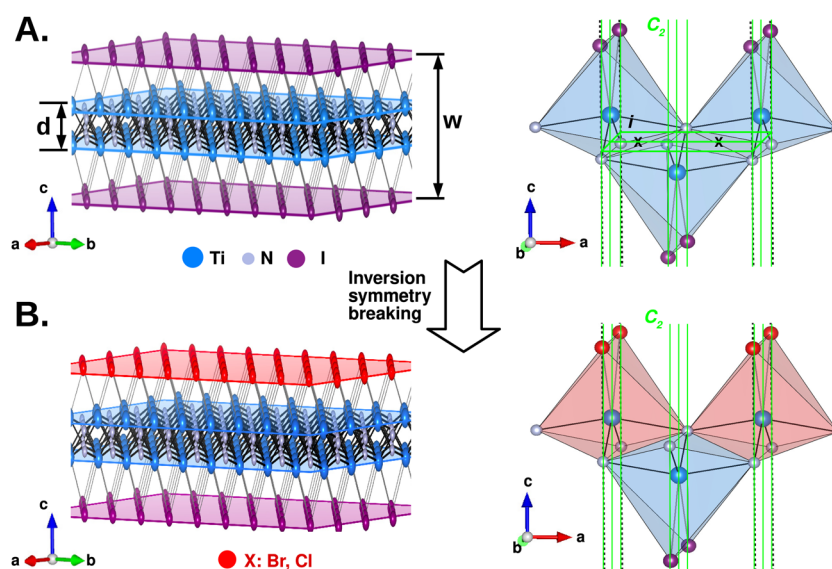 A.
C₂
d
w
i
x x
c
a b
c
b a
Ti N I
Inversion
symmetry
breaking
B.
C₂
c
a b
c
b a
X: Br, Cl